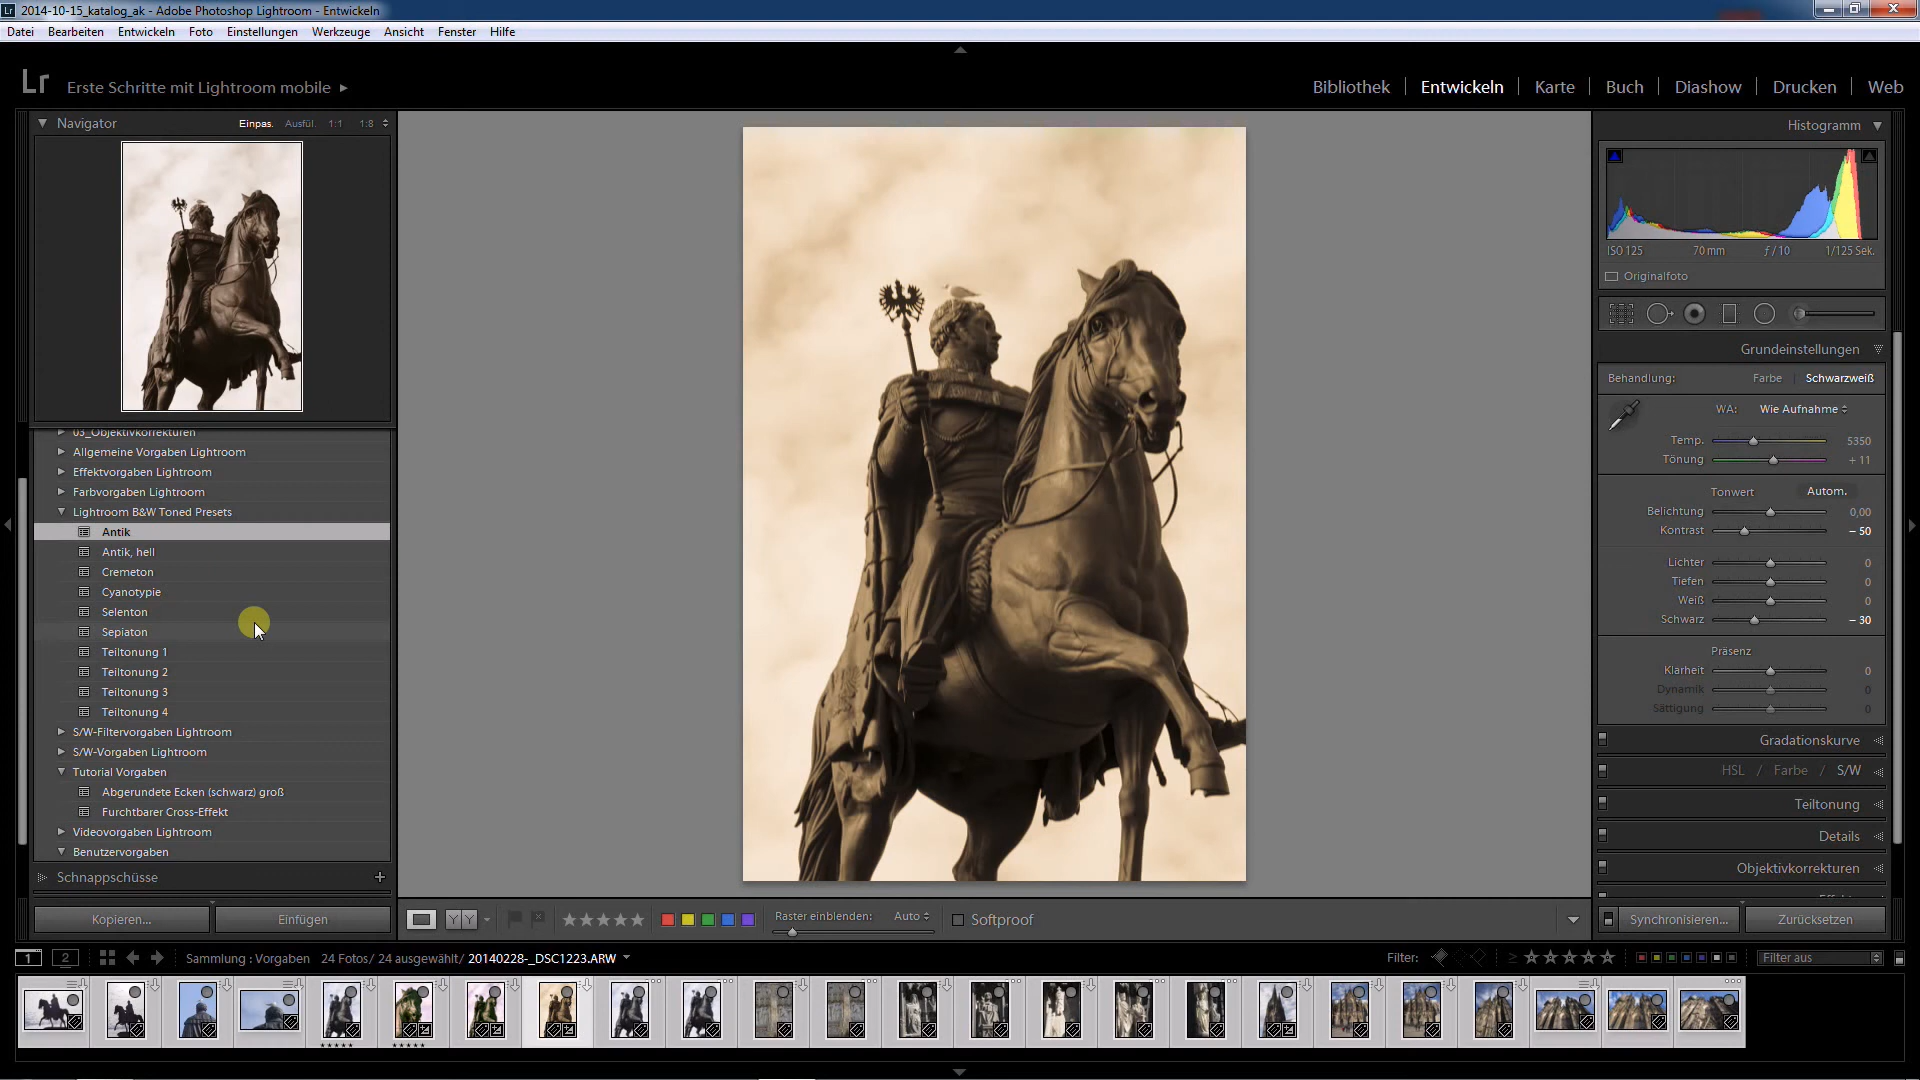 2014-10-15_katalog_ak - Adobe Photoshop Lightroom - Entwickeln
Datei Bearbeiten Entwickeln Foto Einstellungen Werkzeuge Ansicht Fenster Hilfe
Lr Erste Schritte mit Lightroom mobile
Bibliothek Entwickeln Karte Buch Diashow Drucken Web
Navigator Einpas. Ausfül. 1:1 1:8
03_Objektivkorrekturen
Allgemeine Vorgaben Lightroom
Effektvorgaben Lightroom
Farbvorgaben Lightroom
Lightroom B&W Toned Presets
Antik
Antik, hell
Cremeton
Cyanotypie
Selenton
Sepiaton
Teiltonung 1
Teiltonung 2
Teiltonung 3
Teiltonung 4
S/W-Filtervorgaben Lightroom
S/W-Vorgaben Lightroom
Tutorial Vorgaben
Abgerundete Ecken (schwarz) groß
Furchtbarer Cross-Effekt
Videovorgaben Lightroom
Benutzervorgaben
Schnappschüsse
Kopieren... Einfügen
Histogramm
ISO 125 70 mm ƒ / 10 1/125 Sek.
Originalfoto
Grundeinstellungen
Behandlung: Farbe Schwarzweiß
WA: Wie Aufnahme
Temp. 5350
Tönung + 11
Tonwert Autom.
Belichtung 0,00
Kontrast – 50
Lichter 0
Tiefen 0
Weiß 0
Schwarz – 30
Präsenz
Klarheit 0
Dynamik 0
Sättigung 0
Gradationskurve
HSL / Farbe / S/W
Teiltonung
Details
Objektivkorrekturen
Synchronisieren... Zurücksetzen
Raster einblenden: Auto Softproof
1 2 Sammlung : Vorgaben 24 Fotos/ 24 ausgewählt/ 20140228-_DSC1223.ARW
Filter: Filter aus